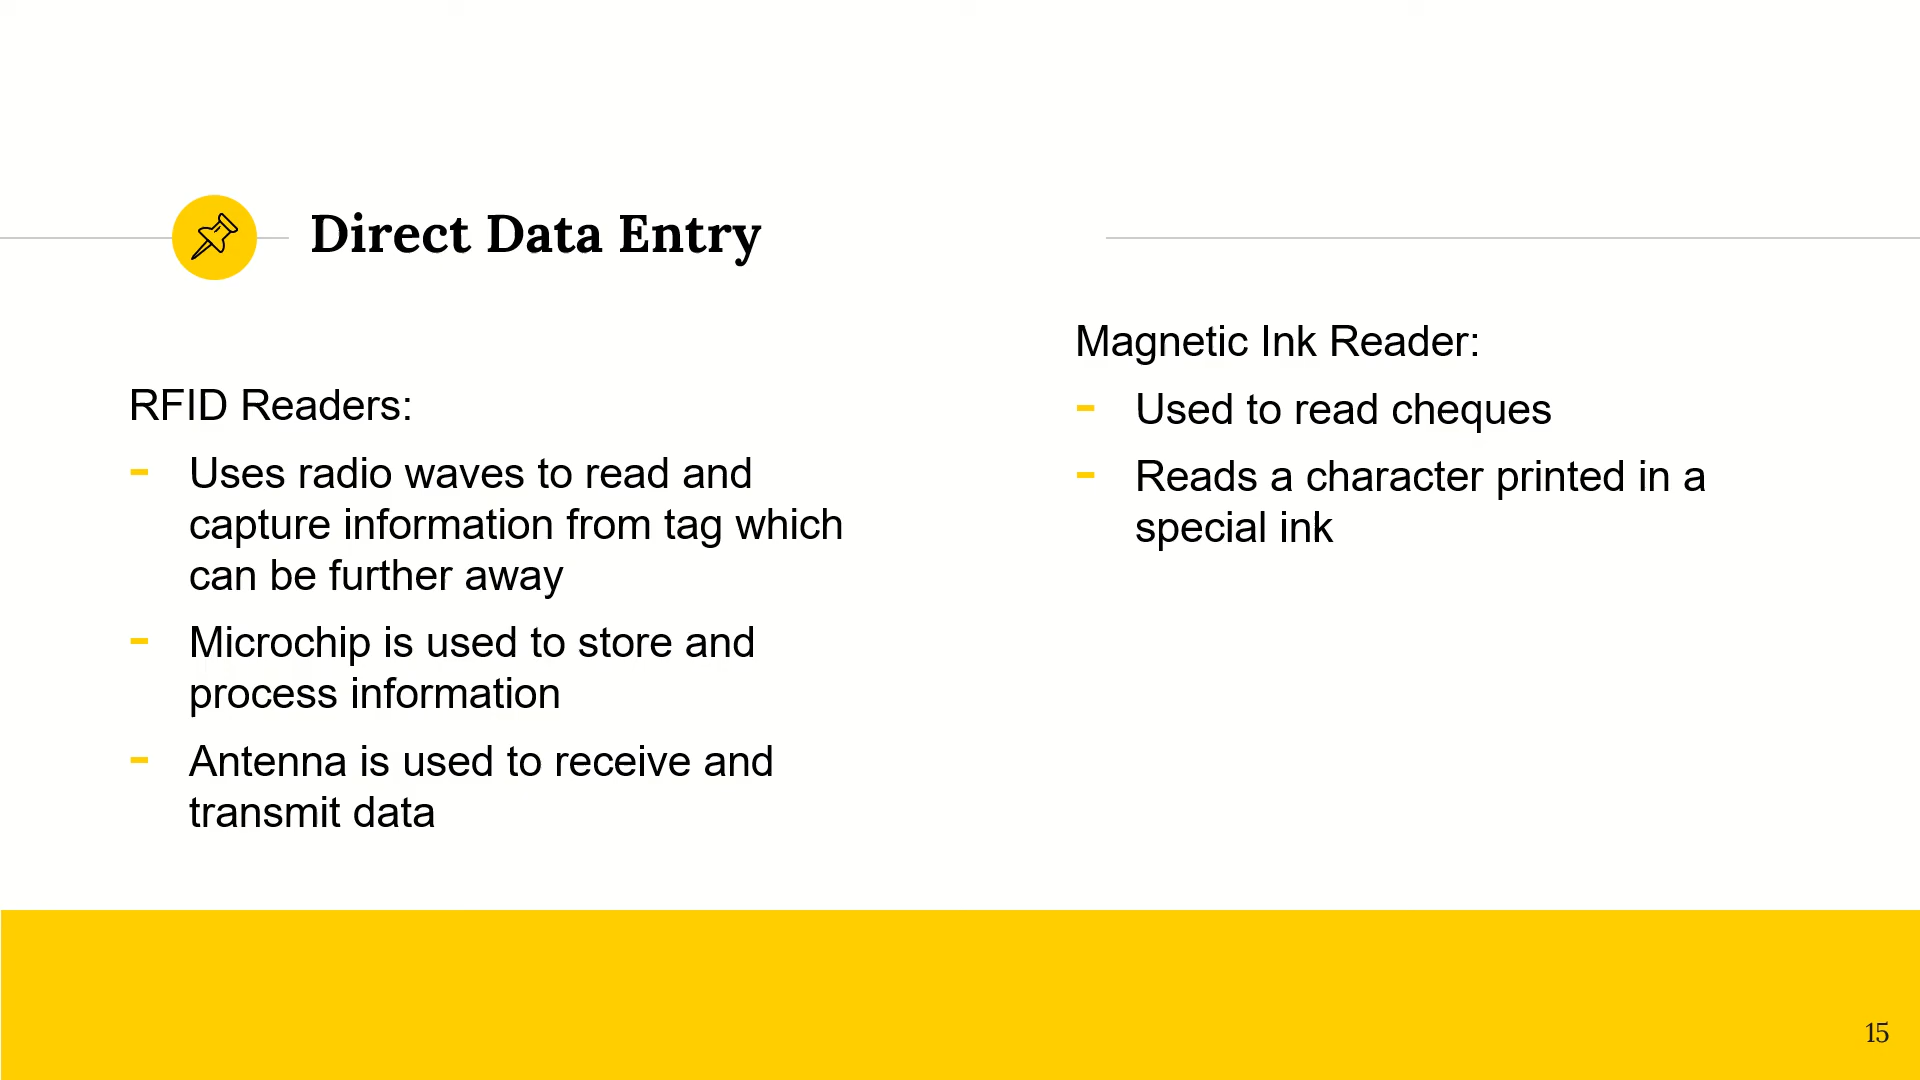 Direct Data Entry
RFID Readers:
- Uses radio waves to read and
capture information from tag which
can be further away
- Microchip is used to store and
process information
- Antenna is used to receive and
transmit data
Magnetic Ink Reader:
- Used to read cheques
- Reads a character printed in a
special ink
15